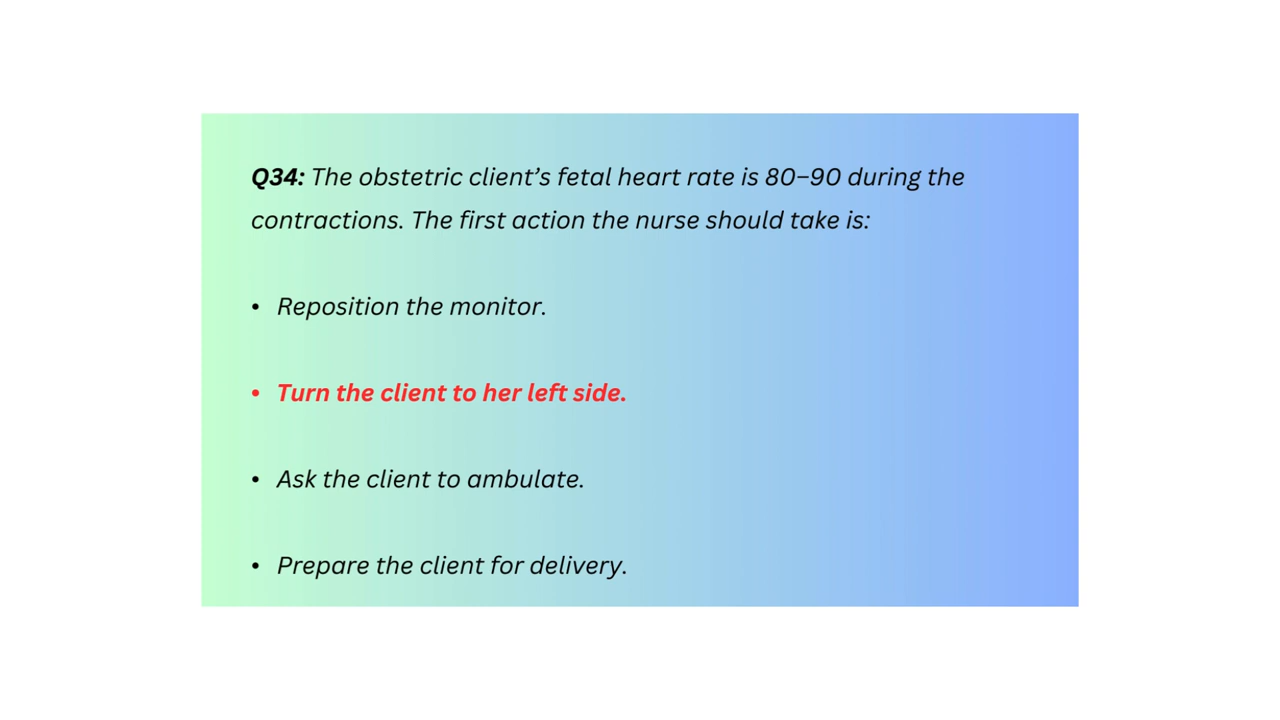 Q34: The obstetric client’s fetal heart rate is 80–90 during the
contractions. The first action the nurse should take is:
• Reposition the monitor.
• Turn the client to her left side.
• Ask the client to ambulate.
• Prepare the client for delivery.